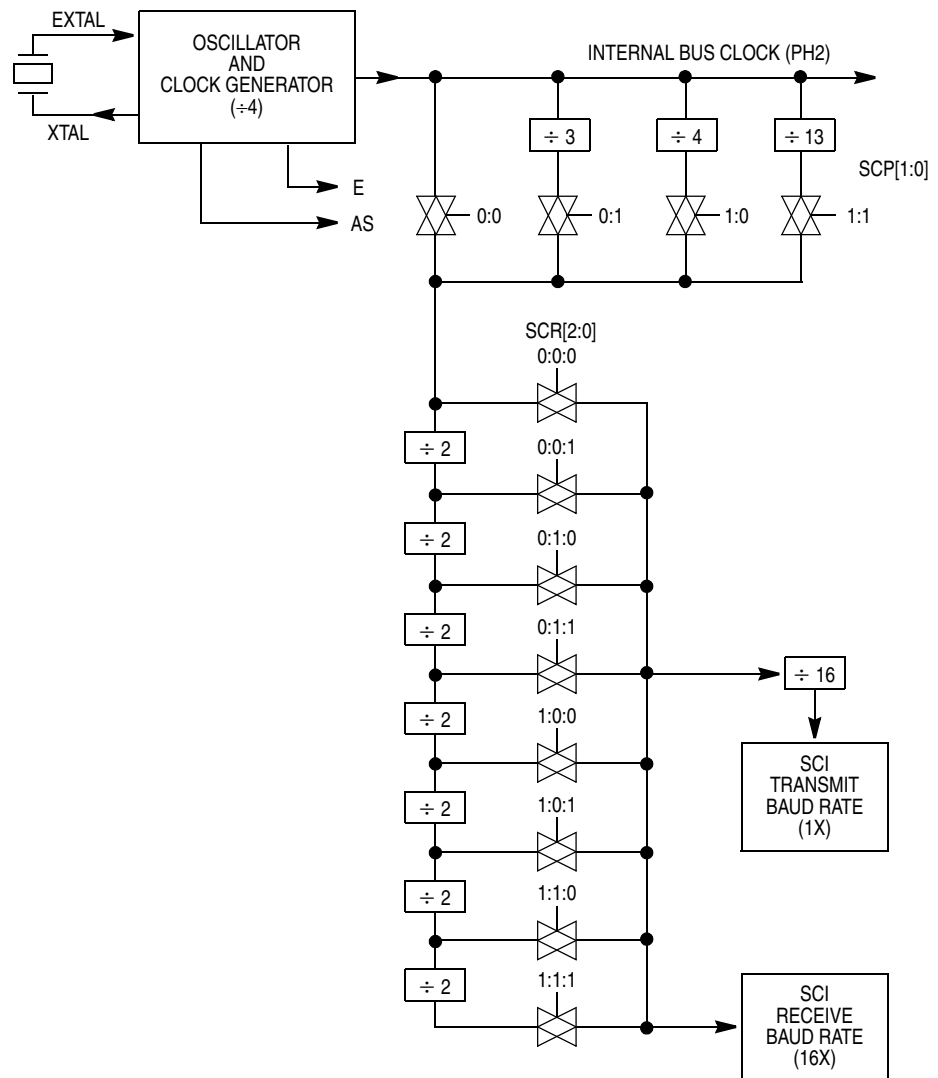 EXTAL
OSCILLATOR
AND
CLOCK GENERATOR
(÷4)
XTAL
INTERNAL BUS CLOCK (PH2)
÷ 3
÷ 4
÷ 13
SCP[1:0]
E
AS
0:0
0:1
1:0
1:1
SCR[2:0]
0:0:0
÷ 2
0:0:1
÷ 2
0:1:0
÷ 2
0:1:1
÷ 2
1:0:0
÷ 2
1:0:1
÷ 2
1:1:0
÷ 2
1:1:1
÷ 16
SCI
TRANSMIT
BAUD RATE
(1X)
SCI
RECEIVE
BAUD RATE
(16X)